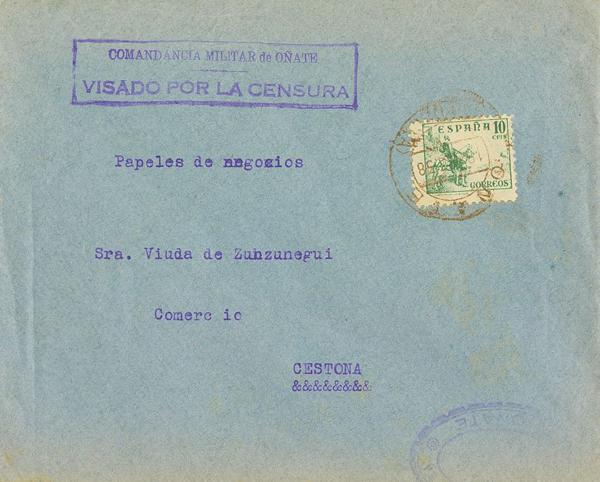 COMANDANCIA MILITAR de OÑATE
VISADO POR LA CENSURA
ESPAÑA 10
CTS
CORREOS
Papeles de negocios
Sra. Viuda de Zunzunegui
Comerc io
CESTONA
&&&&&&&&